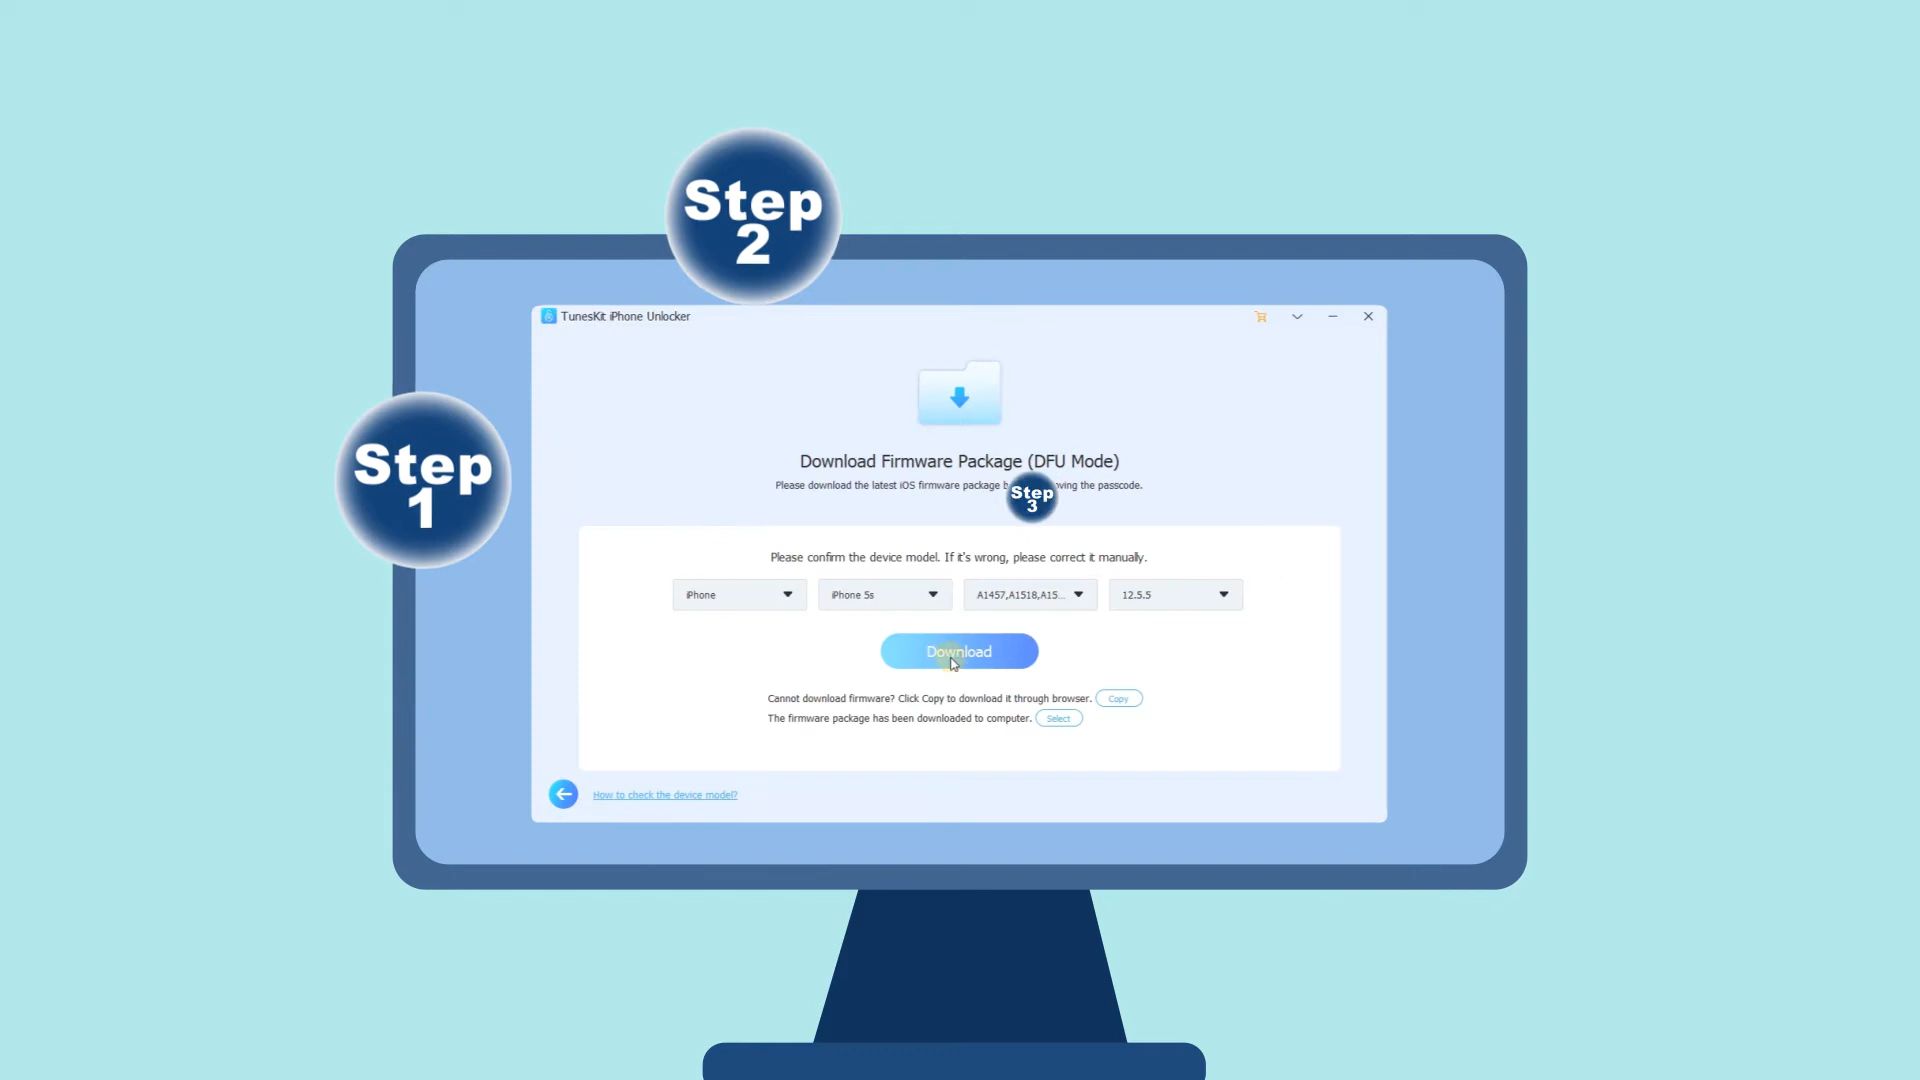 Step
2
TunesKit iPhone Unlocker
Step
1
Download Firmware Package (DFU Mode)
Please download the latest iOS firmware package b oving the passcode.
Step
3
Please confirm the device model. If it's wrong, please correct it manually.
iPhone
iPhone 5s
A1457,A1518,A15...
12.5.5
Download
Cannot download firmware? Click Copy to download it through browser. Copy
The firmware package has been downloaded to computer. Select
How to check the device model?